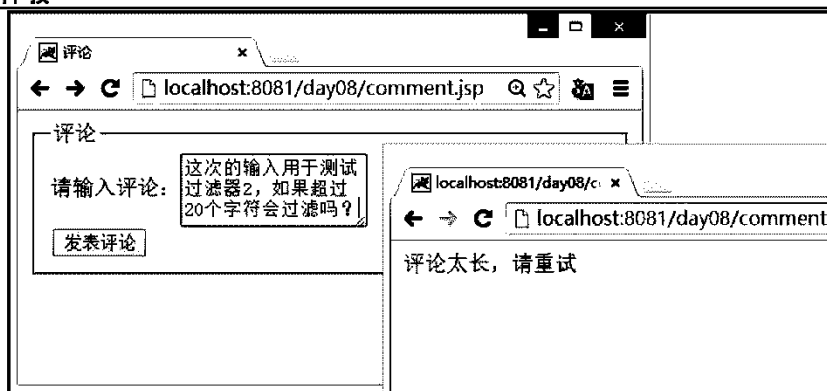 评论
localhost:8081/day08/comment.jsp
评论
请输入评论:
这次的输入用于测试
过滤器2,如果超过
20个字符会过滤吗?
发表评论
localhost:8081/day08/c
localhost:8081/day08/comment
评论太长,请重试